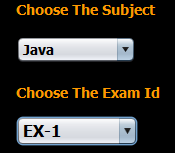 Choose The Subject
Java
Choose The Exam Id
EX-1